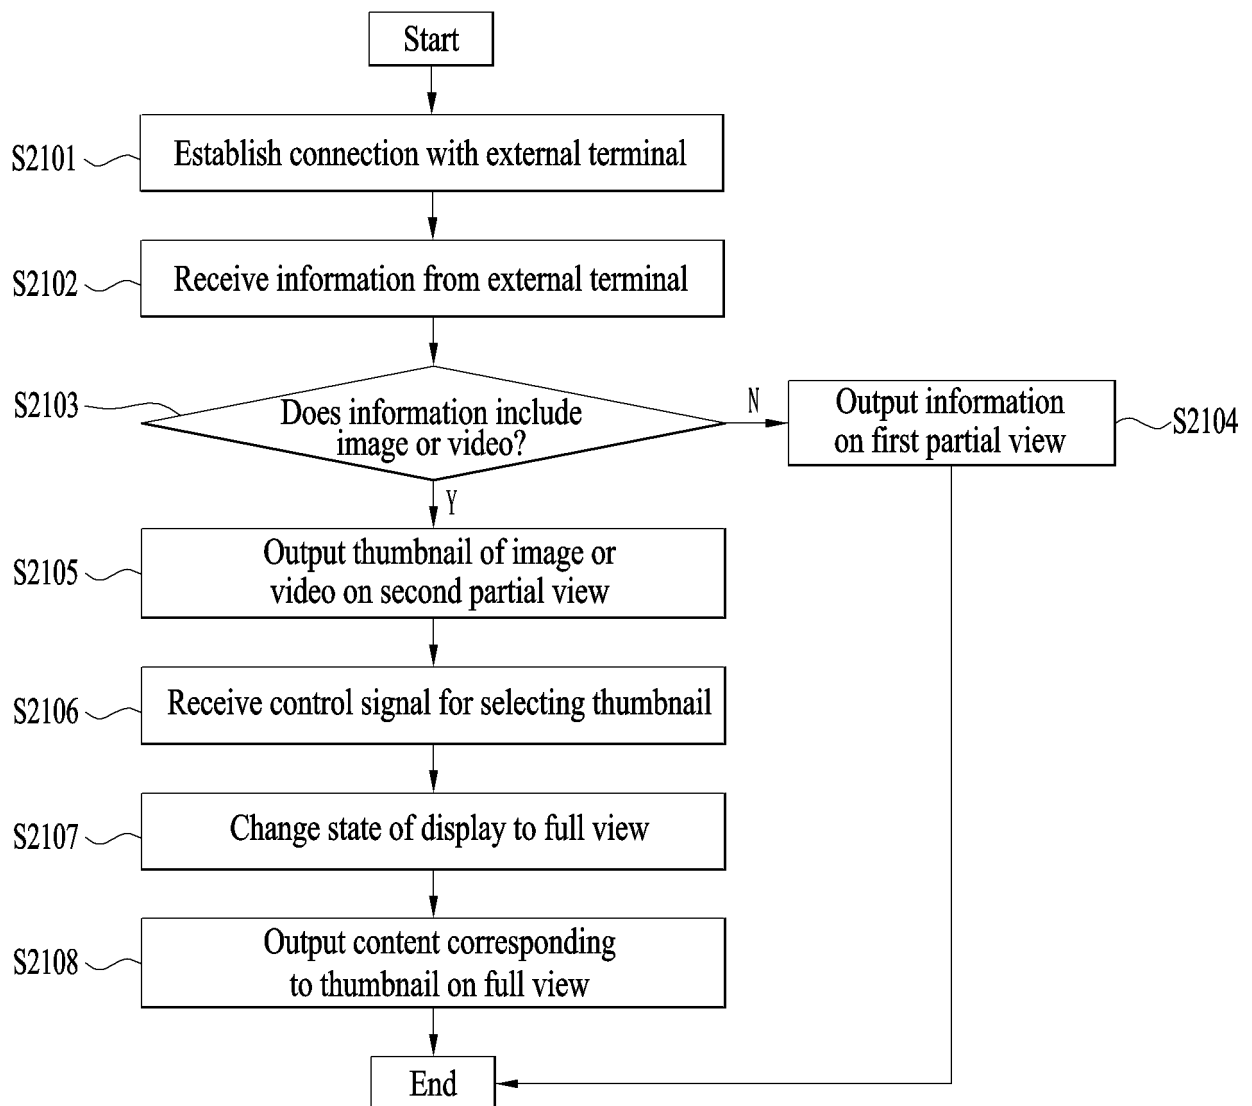 Start
S2101
Establish connection with external terminal
S2102
Receive information from external terminal
S2103
Does information include
image or video?
N
Output information
on first partial view
S2104
Y
S2105
Output thumbnail of image or
video on second partial view
S2106
Receive control signal for selecting thumbnail
S2107
Change state of display to full view
S2108
Output content corresponding
to thumbnail on full view
End